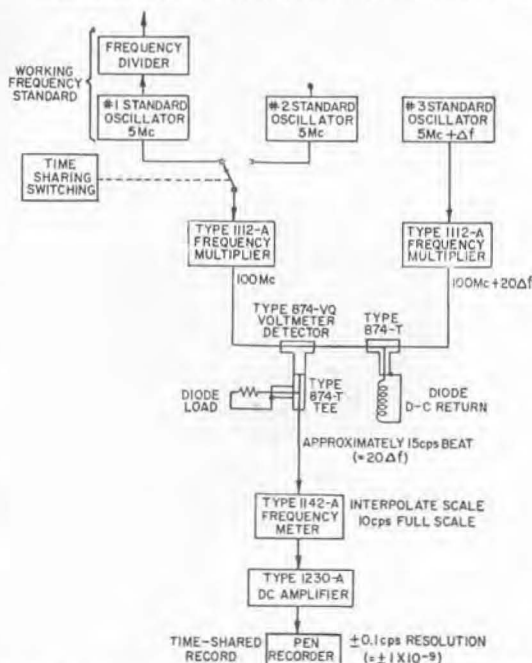 FREQUENCY
DIVIDER
WORKING
FREQUENCY
STANDARD
#1 STANDARD
OSCILLATOR
5Mc
#2 STANDARD
OSCILLATOR
5Mc
#3 STANDARD
OSCILLATOR
5Mc+Δf
TIME
SHARING
SWITCHING
TYPE 1112-A
FREQUENCY
MULTIPLIER
TYPE 1112-A
FREQUENCY
MULTIPLIER
100Mc
100Mc+20Δf
TYPE 874-VQ
VOLTMETER
DETECTOR
TYPE
874-T
DIODE
LOAD
TYPE
874-T
TEE
DIODE
D-C RETURN
APPROXIMATELY 15cps BEAT
(=20Δf)
TYPE 1142-A
FREQUENCY
METER
INTERPOLATE SCALE
10cps FULL SCALE
TYPE 1230-A
DC AMPLIFIER
TIME-SHARED
RECORD
PEN
RECORDER
±0.1cps RESOLUTION
(=±1X10-9)